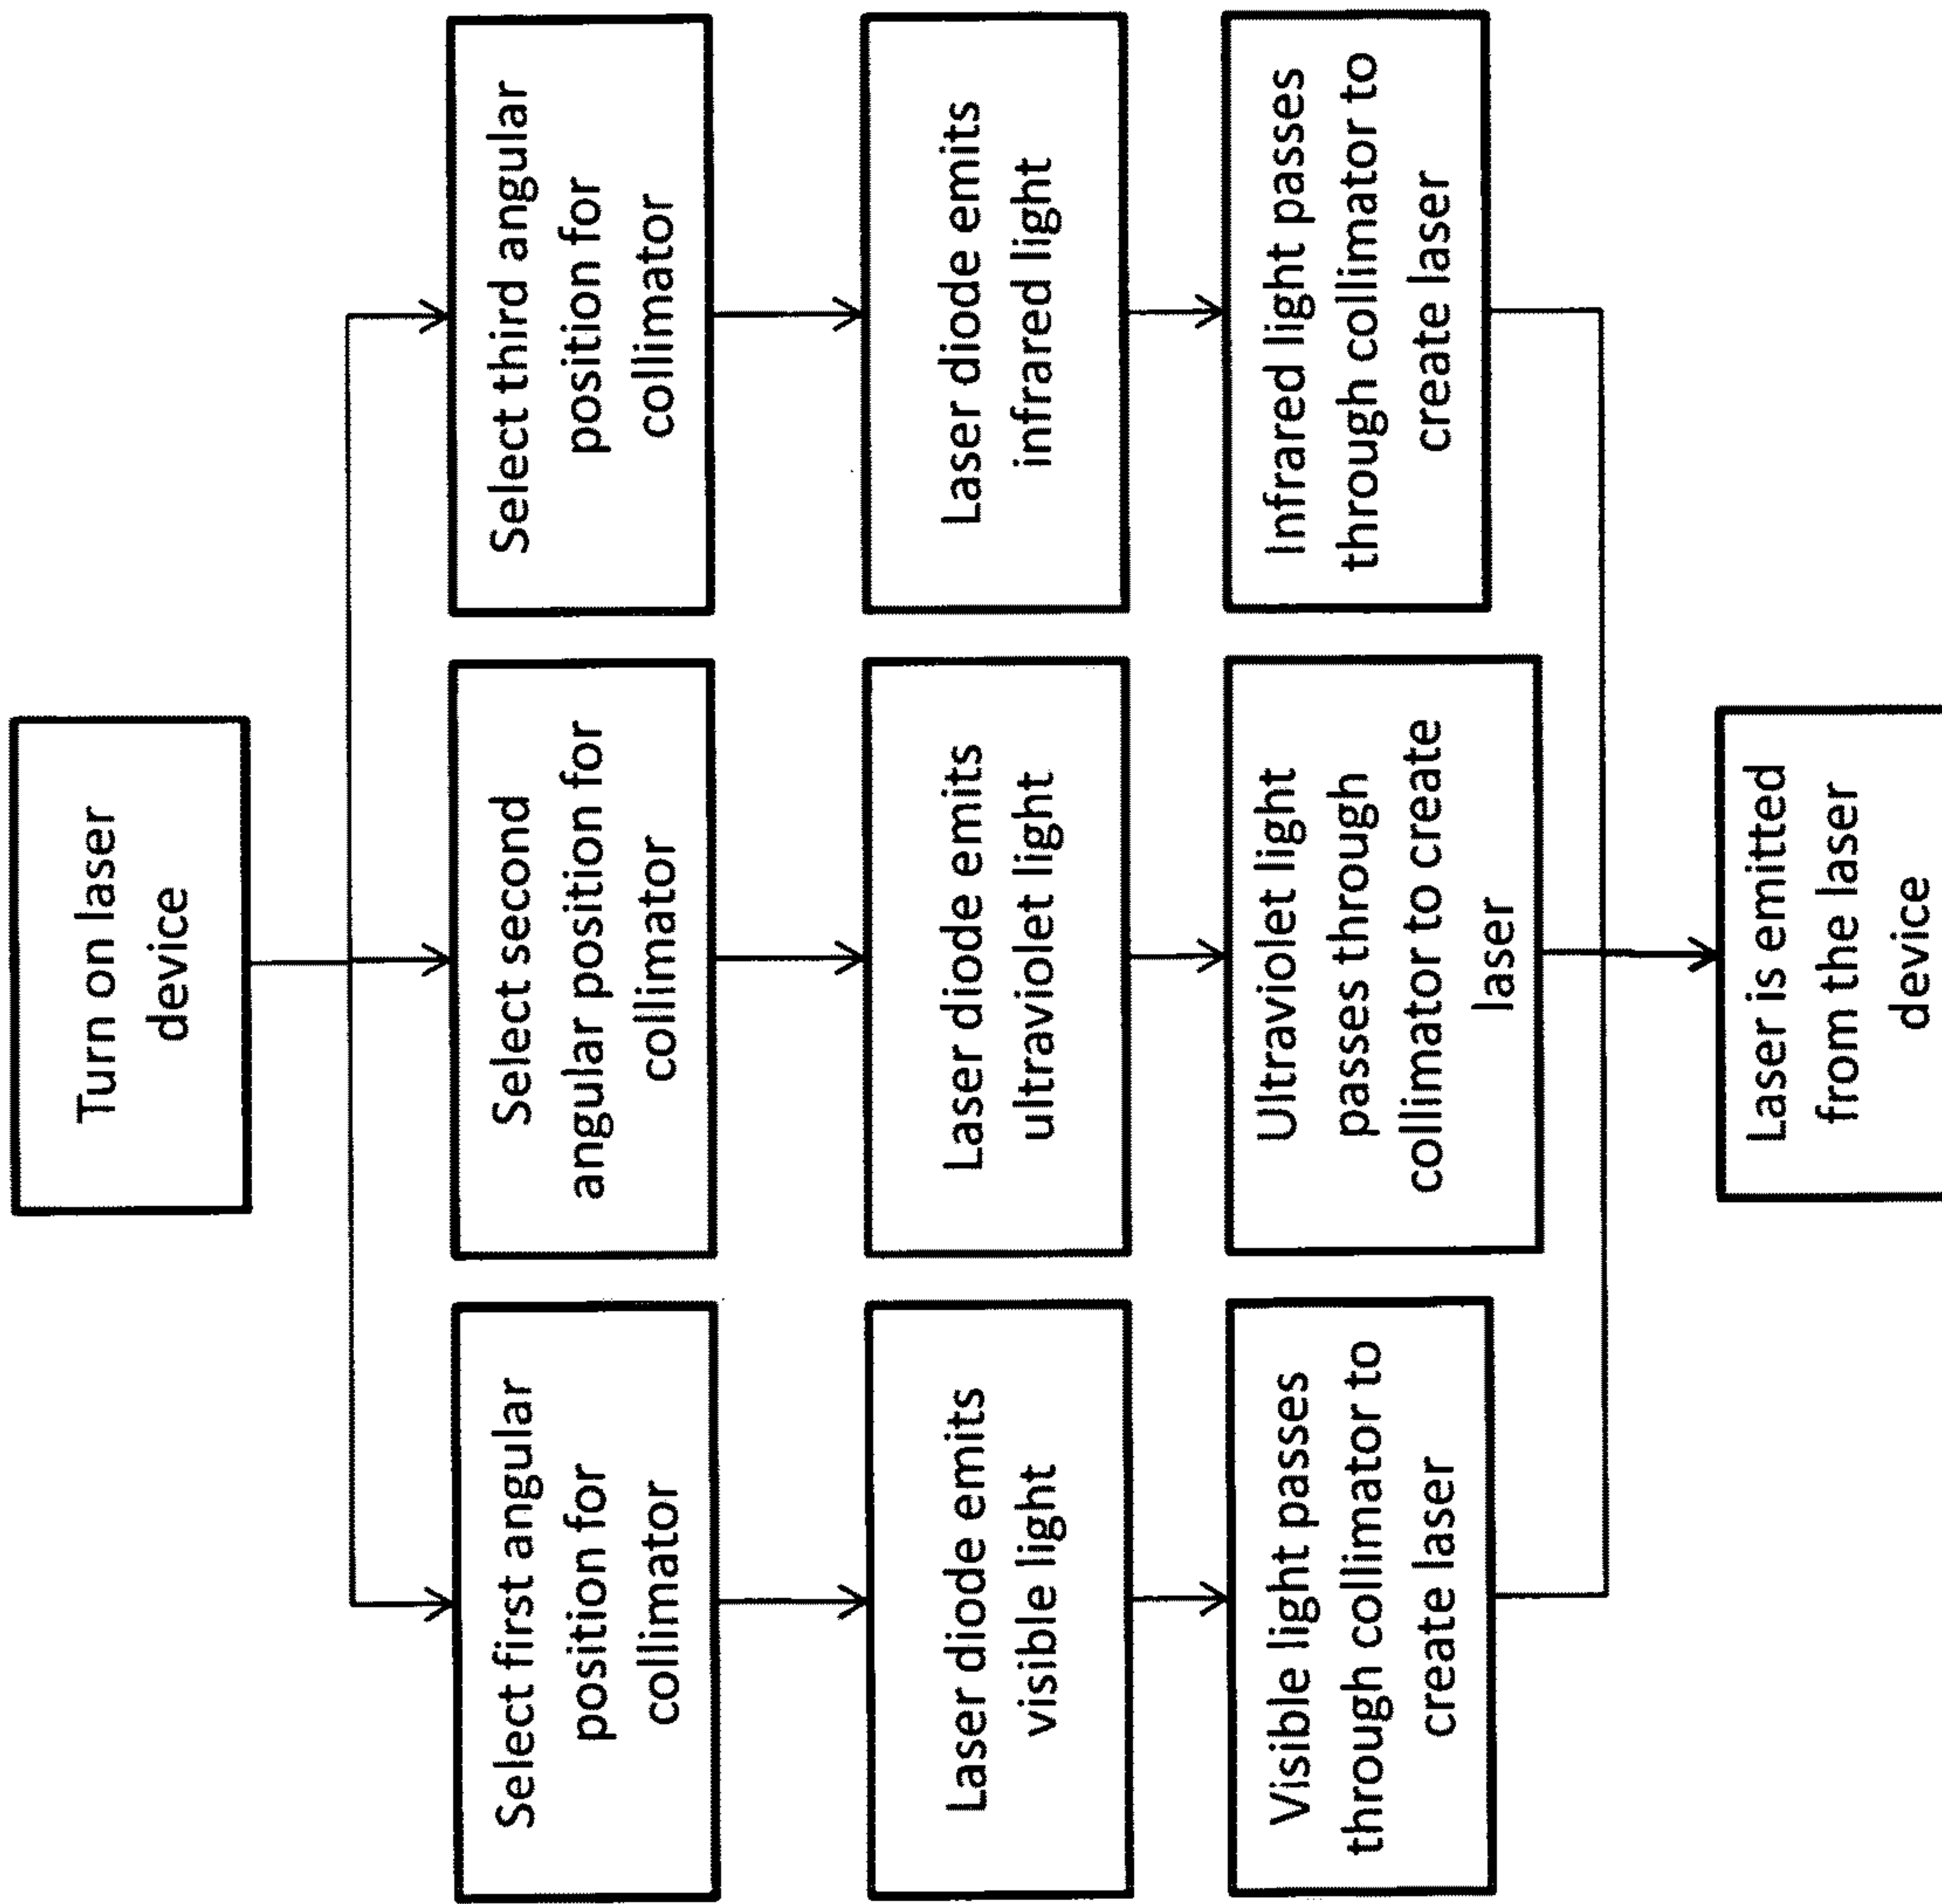 Turn on laser
device
Select first angular
position for
collimator
Select second
angular position for
collimator
Select third angular
position for
collimator
Laser diode emits
visible light
Laser diode emits
ultraviolet light
Laser diode emits
infrared light
Visible light passes
through collimator to
create laser
Ultraviolet light
passes through
collimator to create
laser
Infrared light passes
through collimator to
create laser
Laser is emitted
from the laser
device